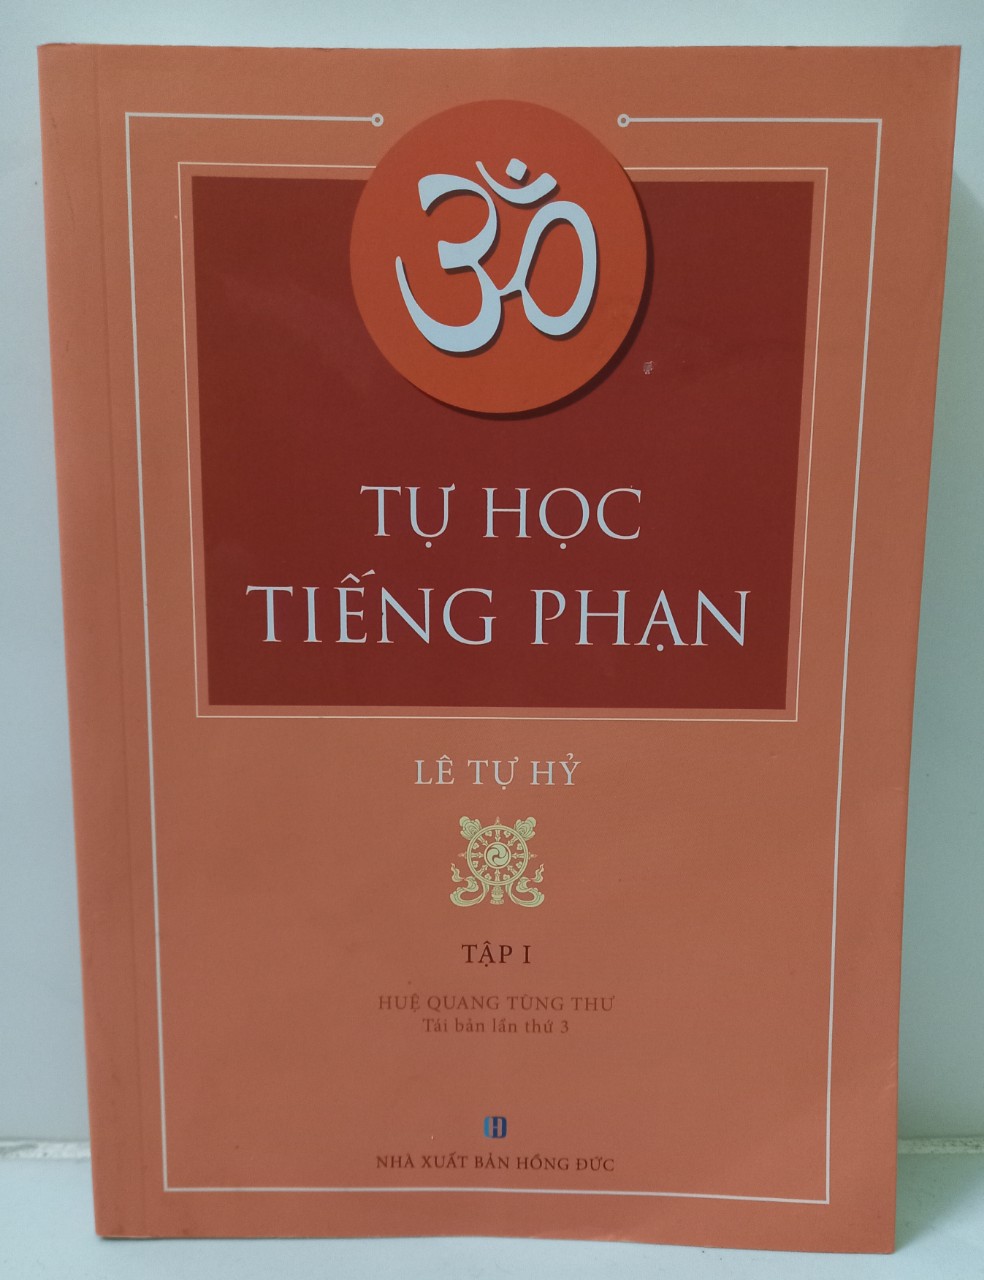 ॐ
TỰ HỌC
TIẾNG PHẠN
LÊ TỰ HỶ
TẬP I
HUỆ QUANG TÙNG THƯ
Tái bản lần thứ 3
NHÀ XUẤT BẢN HỒNG ĐỨC